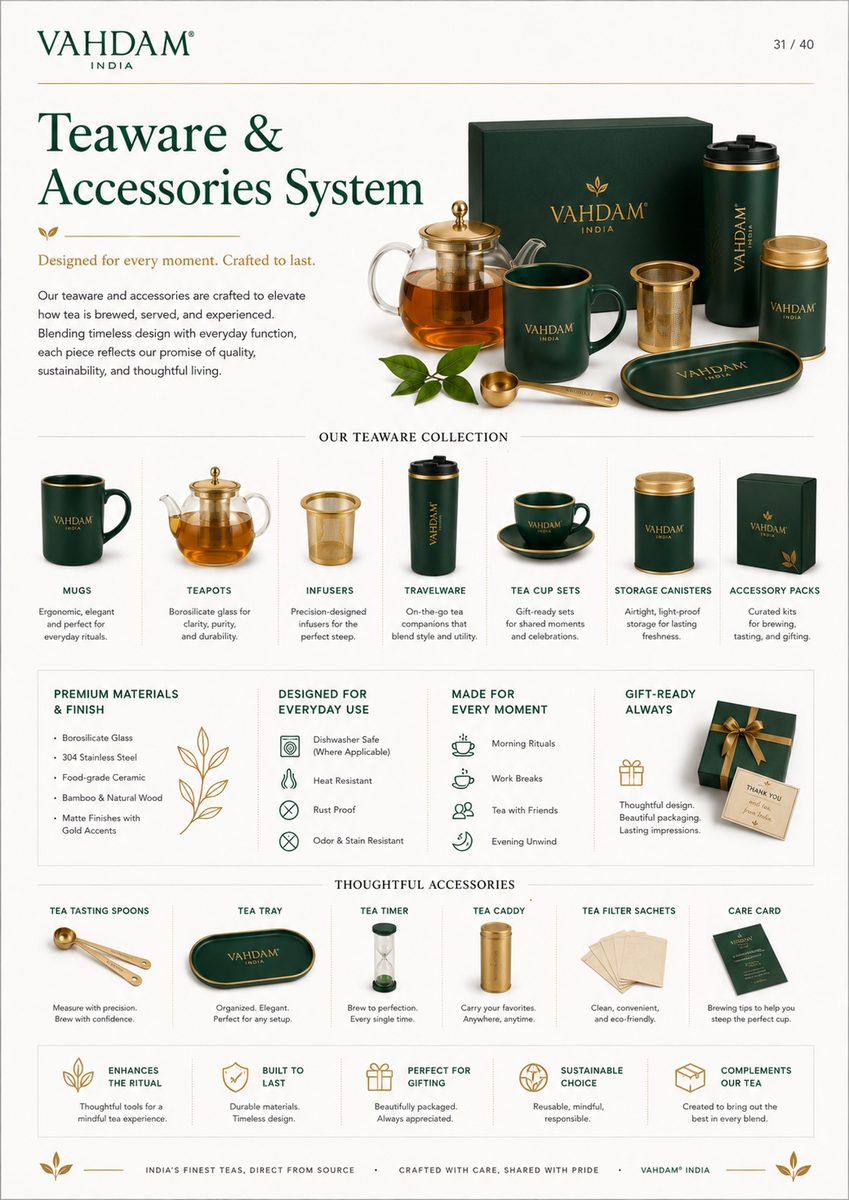 VAHDAM®
INDIA
31 / 40
Teaware &
Accessories System
Designed for every moment. Crafted to last.
Our teaware and accessories are crafted to elevate
how tea is brewed, served, and experienced.
Blending timeless design with everyday function,
each piece reflects our promise of quality,
sustainability, and thoughtful living.
VAHDAM®
INDIA
VAHDAM®
INDIA
VAHDAM®
INDIA
VAHDAM®
INDIA
VAHDAM®
INDIA
OUR TEAWARE COLLECTION
VAHDAM®
INDIA
VAHDAM®
INDIA
VAHDAM®
INDIA
VAHDAM®
INDIA
VAHDAM®
INDIA
MUGS
Ergonomic, elegant
and perfect for
everyday rituals.
TEAPOTS
Borosilicate glass for
clarity, purity,
and durability.
INFUSERS
Precision-designed
infusers for the
perfect steep.
TRAVELWARE
On-the-go tea
companions that
blend style and utility.
TEA CUP SETS
Gift-ready sets
for shared moments
and celebrations.
STORAGE CANISTERS
Airtight, light-proof
storage for lasting
freshness.
ACCESSORY PACKS
Curated kits
for brewing,
tasting, and gifting.
PREMIUM MATERIALS
& FINISH
• Borosilicate Glass
• 304 Stainless Steel
• Food-grade Ceramic
• Bamboo & Natural Wood
• Matte Finishes with
Gold Accents
DESIGNED FOR
EVERYDAY USE
Dishwasher Safe
(Where Applicable)
Heat Resistant
Rust Proof
Odor & Stain Resistant
MADE FOR
EVERY MOMENT
Morning Rituals
Work Breaks
Tea with Friends
Evening Unwind
GIFT-READY
ALWAYS
Thoughtful design.
Beautiful packaging.
Lasting impressions.
THANK YOU
from India
THOUGHTFUL ACCESSORIES
TEA TASTING SPOONS
Measure with precision.
Brew with confidence.
TEA TRAY
VAHDAM®
INDIA
Organized. Elegant.
Perfect for any setup.
TEA TIMER
Brew to perfection.
Every single time.
TEA CADDY
VAHDAM
INDIA
Carry your favorites.
Anywhere, anytime.
TEA FILTER SACHETS
Clean, convenient,
and eco-friendly.
CARE CARD
Brewing tips to help you
steep the perfect cup.
ENHANCES
THE RITUAL
Thoughtful tools for a
mindful tea experience.
BUILT TO
LAST
Durable materials.
Timeless design.
PERFECT FOR
GIFTING
Beautifully packaged.
Always appreciated.
SUSTAINABLE
CHOICE
Reusable, mindful,
responsible.
COMPLEMENTS
OUR TEA
Created to bring out the
best in every blend.
INDIA'S FINEST TEAS, DIRECT FROM SOURCE • CRAFTED WITH CARE, SHARED WITH PRIDE • VAHDAM® INDIA